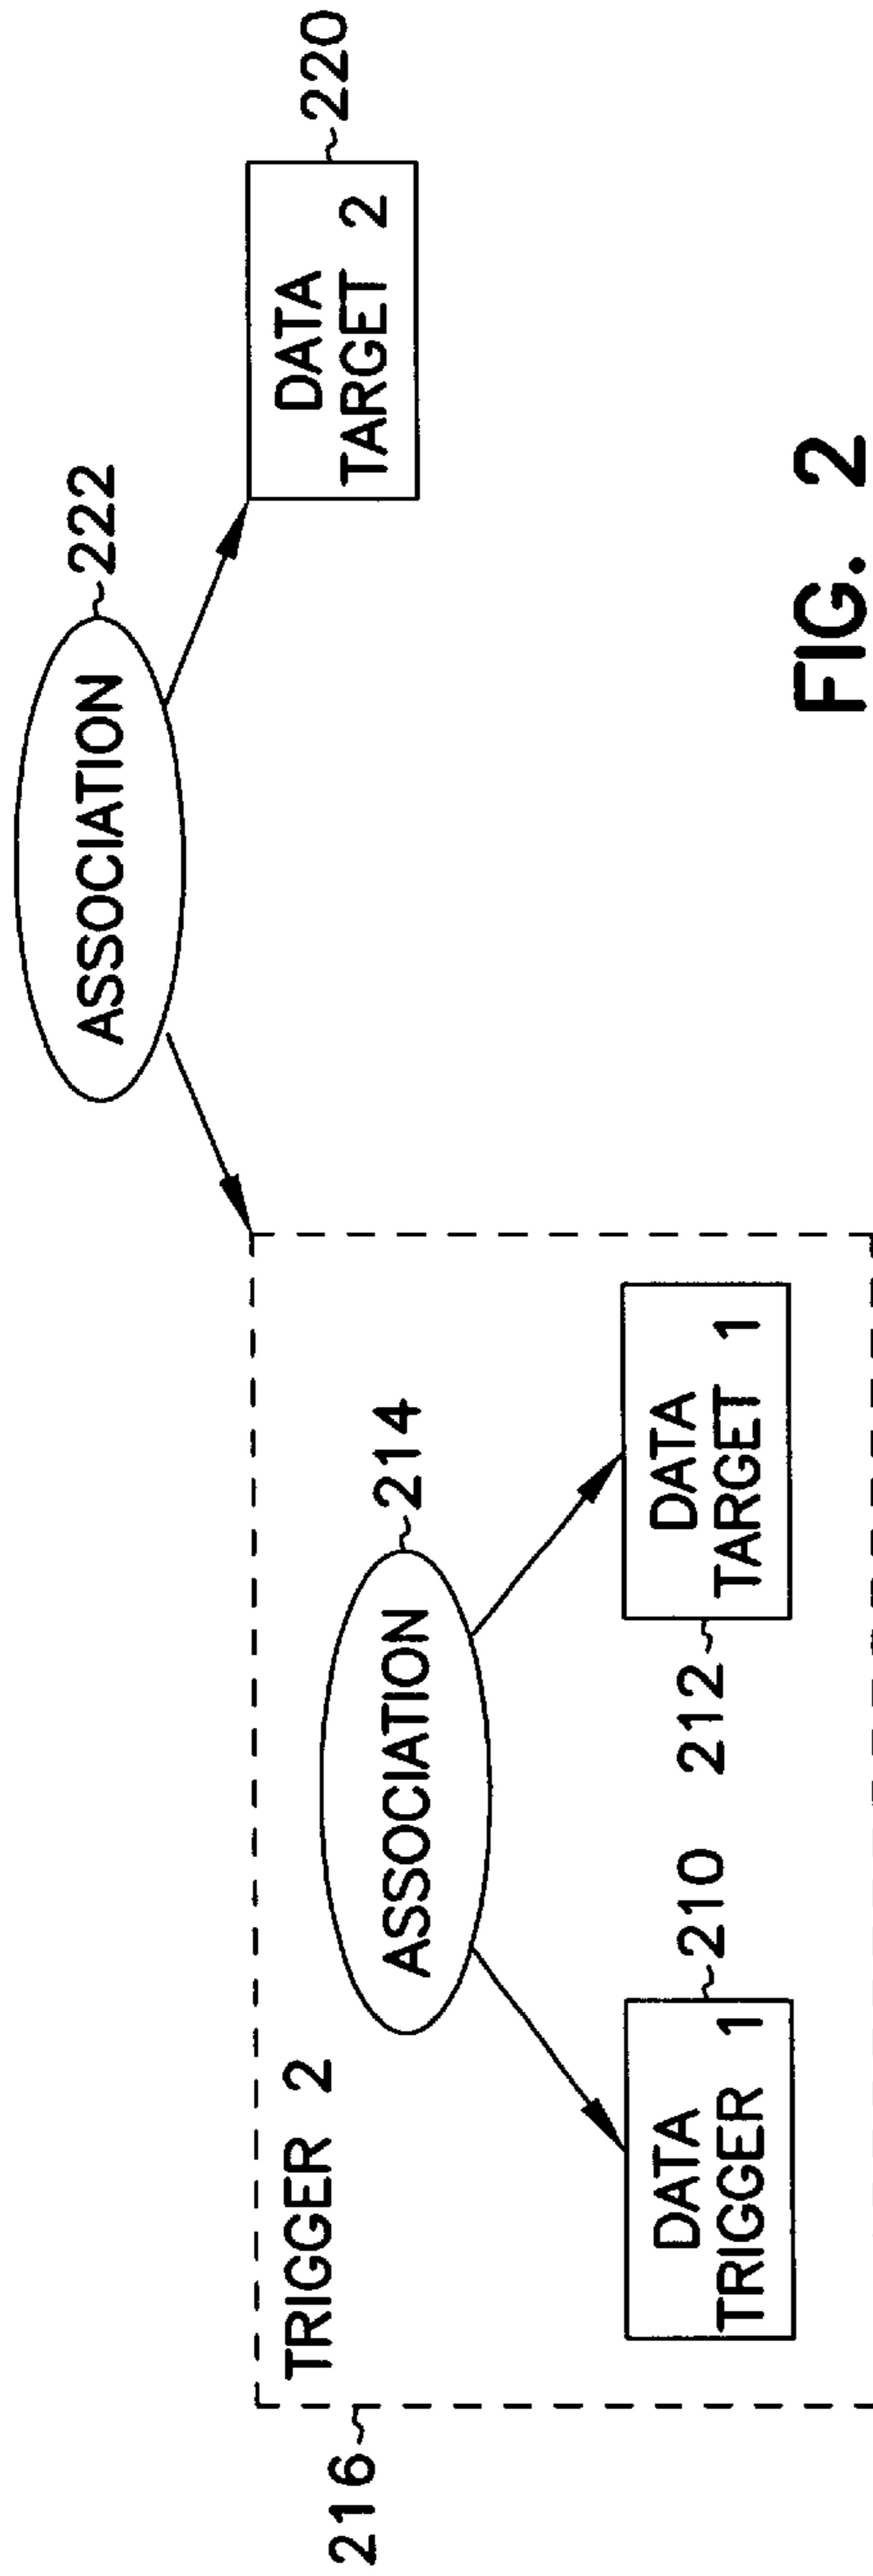 ASSOCIATION
222
DATA
TARGET 2
220
216
TRIGGER 2
ASSOCIATION
214
DATA
TRIGGER 1
210
212
DATA
TARGET 1
FIG. 2